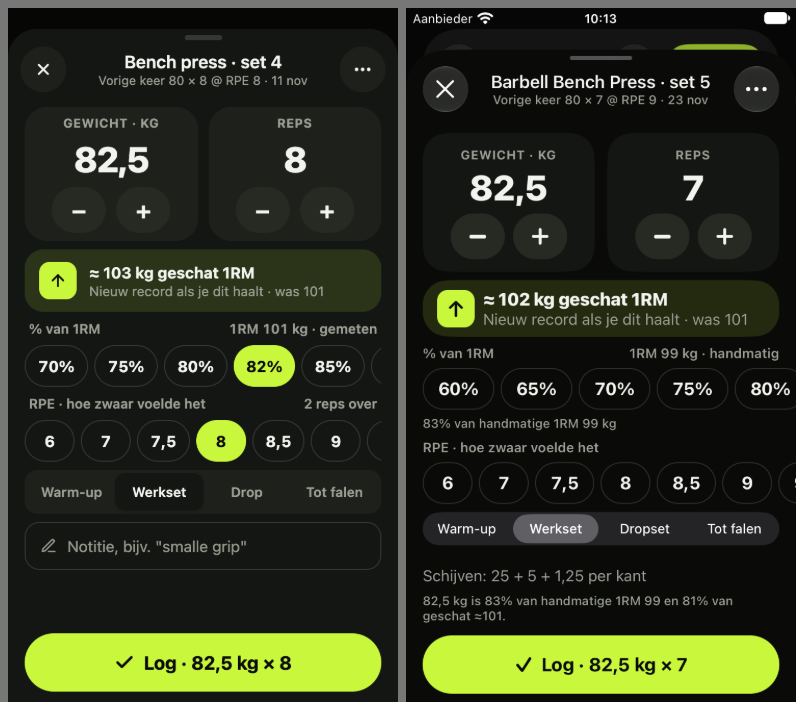 Bench press · set 4
Vorige keer 80 × 8 @ RPE 8 · 11 nov
GEWICHT · KG
REPS
82,5
8
≈ 103 kg geschat 1RM
Nieuw record als je dit haalt · was 101
% van 1RM
1RM 101 kg · gemeten
70%
75%
80%
82%
85%
RPE · hoe zwaar voelde het
2 reps over
6
7
7,5
8
8,5
9
Warm-up
Werkset
Drop
Tot falen
Notitie, bijv. "smalle grip"
Log · 82,5 kg × 8
Aanbieder
10:13
Barbell Bench Press · set 5
Vorige keer 80 × 7 @ RPE 9 · 23 nov
GEWICHT · KG
REPS
82,5
7
≈ 102 kg geschat 1RM
Nieuw record als je dit haalt · was 101
% van 1RM
1RM 99 kg · handmatig
60%
65%
70%
75%
80%
83% van handmatige 1RM 99 kg
RPE · hoe zwaar voelde het
6
7
7,5
8
8,5
9
Warm-up
Werkset
Dropset
Tot falen
Schijven: 25 + 5 + 1,25 per kant
82,5 kg is 83% van handmatige 1RM 99 en 81% van
geschat ≈101.
Log · 82,5 kg × 7